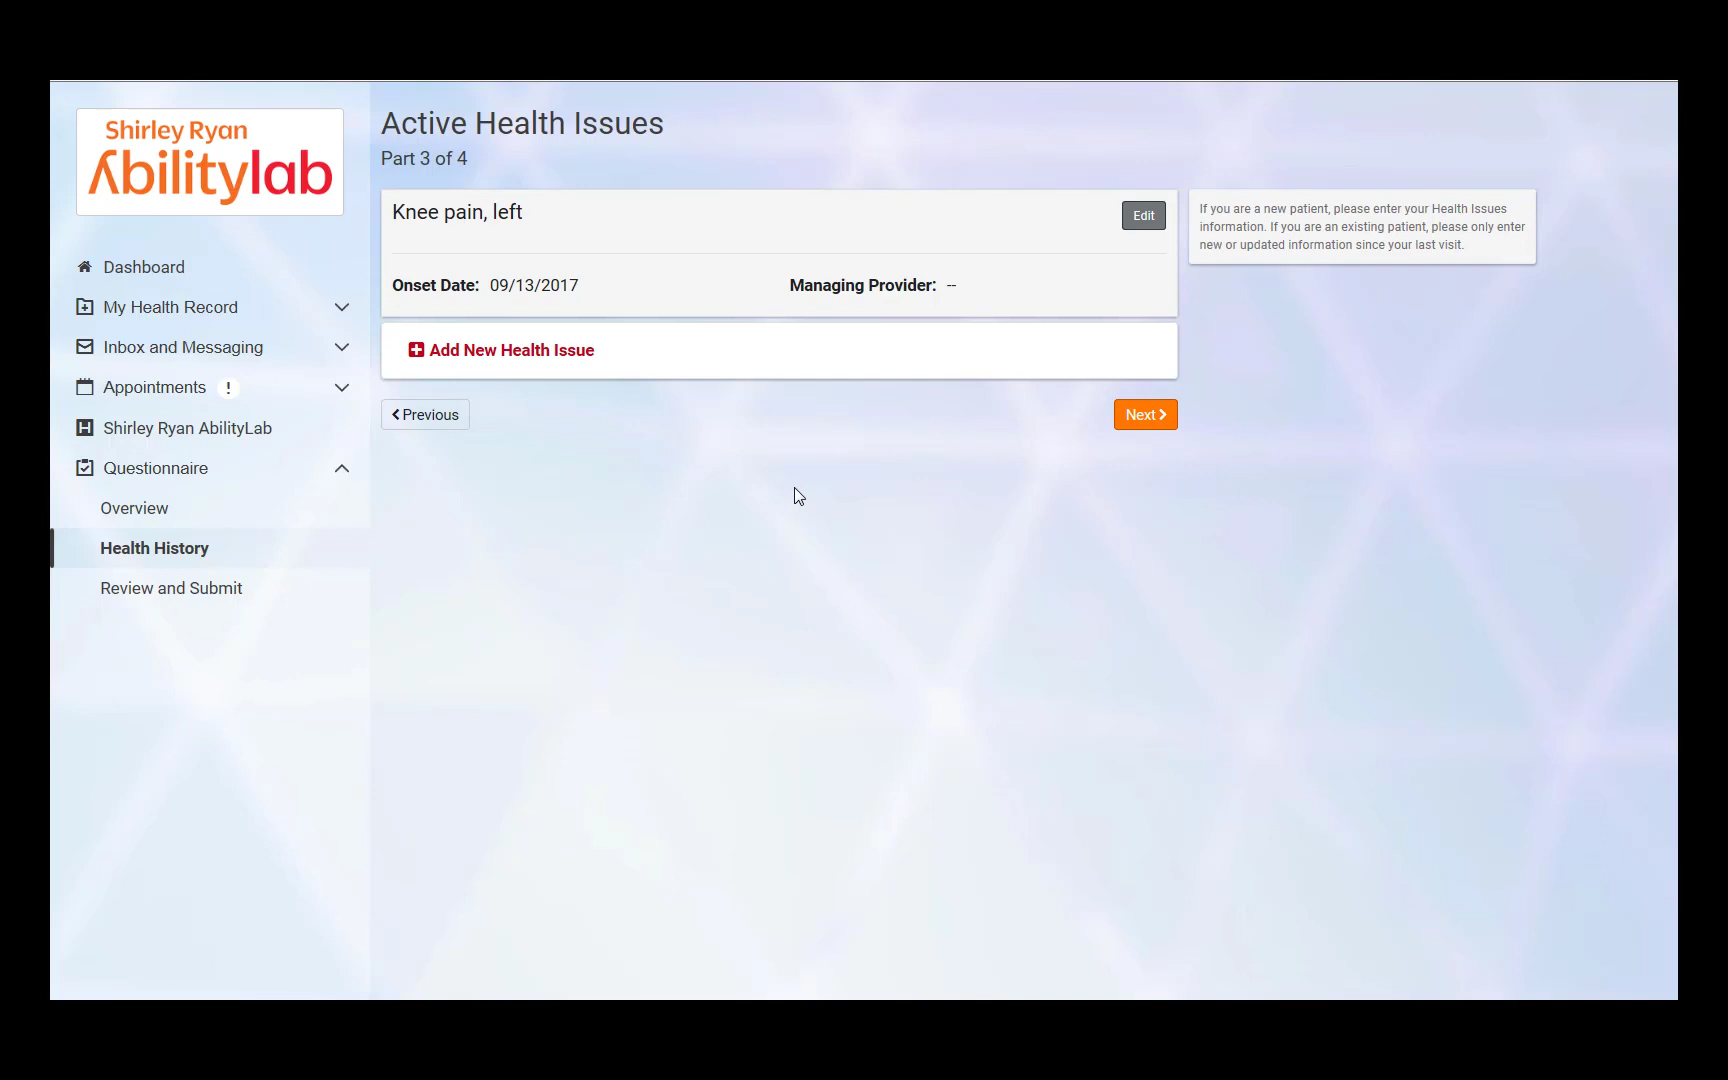 Shirley Ryan
Abilitylab
Dashboard
My Health Record
Inbox and Messaging
Appointments !
Shirley Ryan AbilityLab
Questionnaire
Overview
Health History
Review and Submit
Active Health Issues
Part 3 of 4
Knee pain, left
Edit
Onset Date: 09/13/2017
Managing Provider: --
Add New Health Issue
Previous
Next
If you are a new patient, please enter your Health Issues
information. If you are an existing patient, please only enter
new or updated information since your last visit.